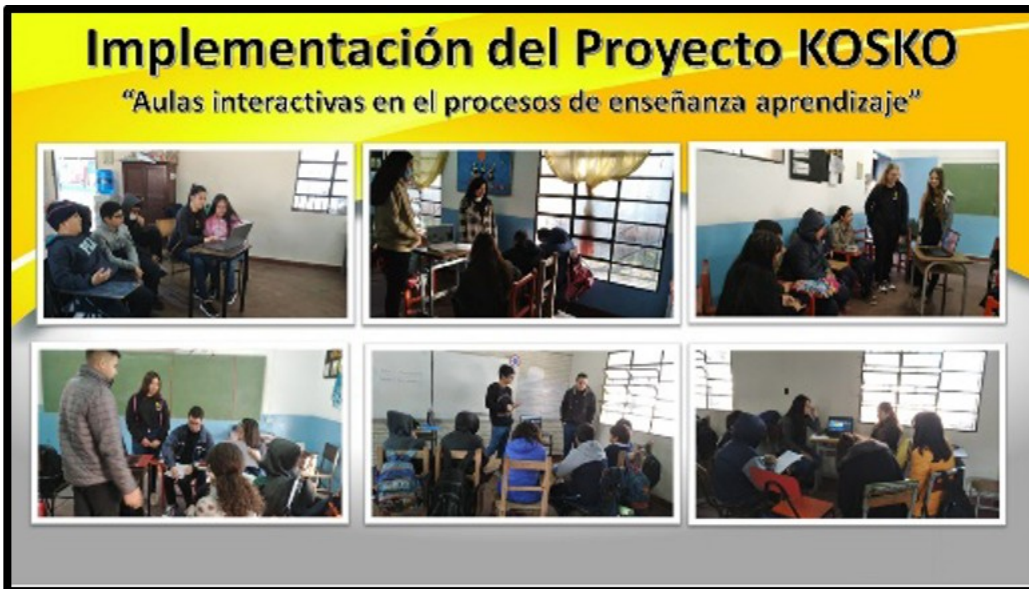 Implementación del Proyecto KOSKO
“Aulas interactivas en el procesos de enseñanza aprendizaje”